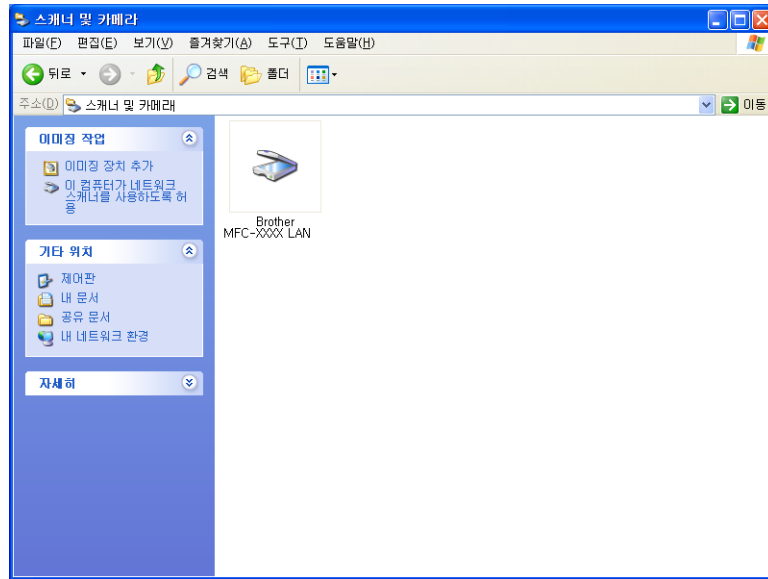 스캐너 및 카메라
파일(F) 편집(E) 보기(V) 즐겨찾기(A) 도구(T) 도움말(H)
뒤로 검색 폴더
주소(D) 스캐너 및 카메라 이동
이미징 작업
이미징 장치 추가
이 컴퓨터가 네트워크
스캐너를 사용하도록 허
용
기타 위치
제어판
내 문서
공유 문서
내 네트워크 환경
자세히
Brother
MFC-XXXX LAN